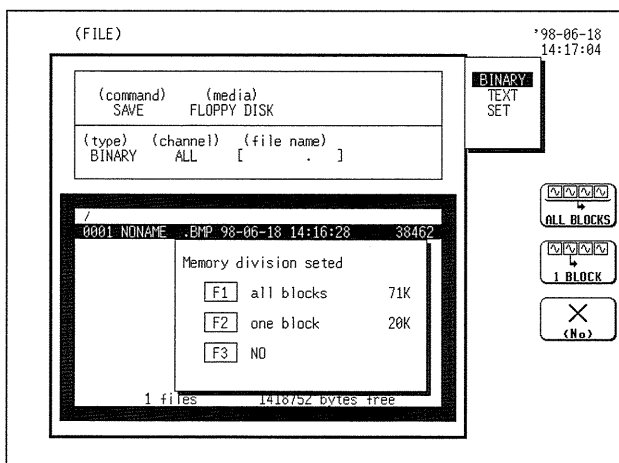 (FILE)
'98-06-18
14:17:04
(command) (media)
SAVE FLOPPY DISK
(type) (channel) (file name)
BINARY ALL [ . ]
BINARY
TEXT
SET
/
0001 NONAME .BMP 98-06-18 14:16:28 38462
Memory division seted
F1 all blocks 71K
F2 one block 20K
F3 NO
1 files 1418752 bytes free
ALL BLOCKS
1 BLOCK
(No)